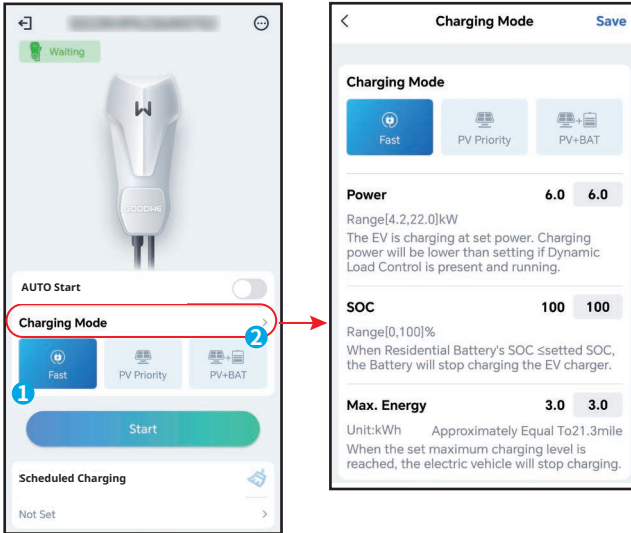 Waiting
GOODWE
AUTO Start
Charging Mode
2
Fast
PV Priority
PV+BAT
1
Start
Scheduled Charging
Not Set
Charging Mode
Save
Charging Mode
Fast
PV Priority
PV+BAT
Power 6.0 6.0
Range[4.2,22.0]kW
The EV is charging at set power. Charging
power will be lower than setting if Dynamic
Load Control is present and running.
SOC 100 100
Range[0,100]%
When Residential Battery's SOC ≤setted SOC,
the Battery will stop charging the EV charger.
Max. Energy 3.0 3.0
Unit:kWh Approximately Equal To21.3mile
When the set maximum charging level is
reached, the electric vehicle will stop charging.